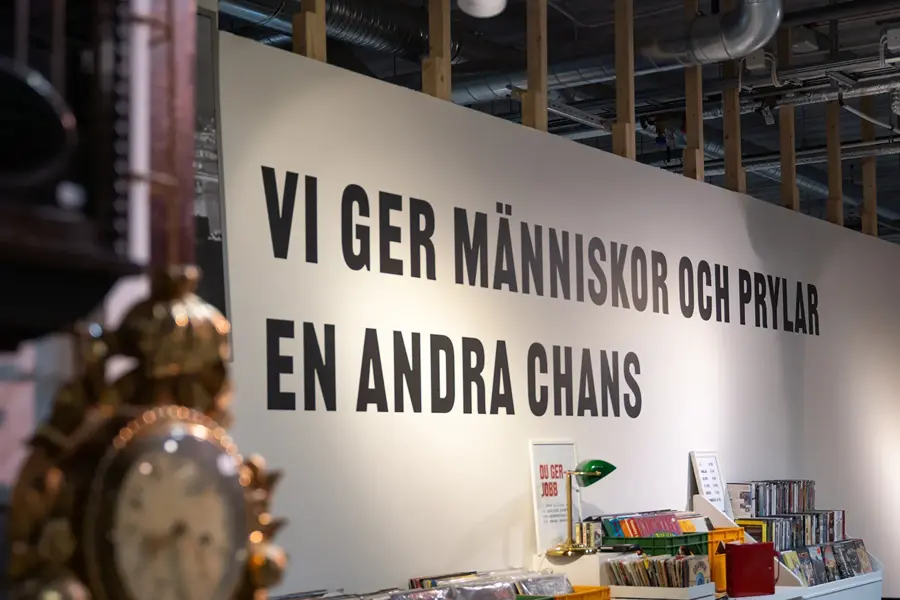 VI GER MÄNNISKOR OCH PRYLAR
EN ANDRA CHANS
DU GER–
JOBB